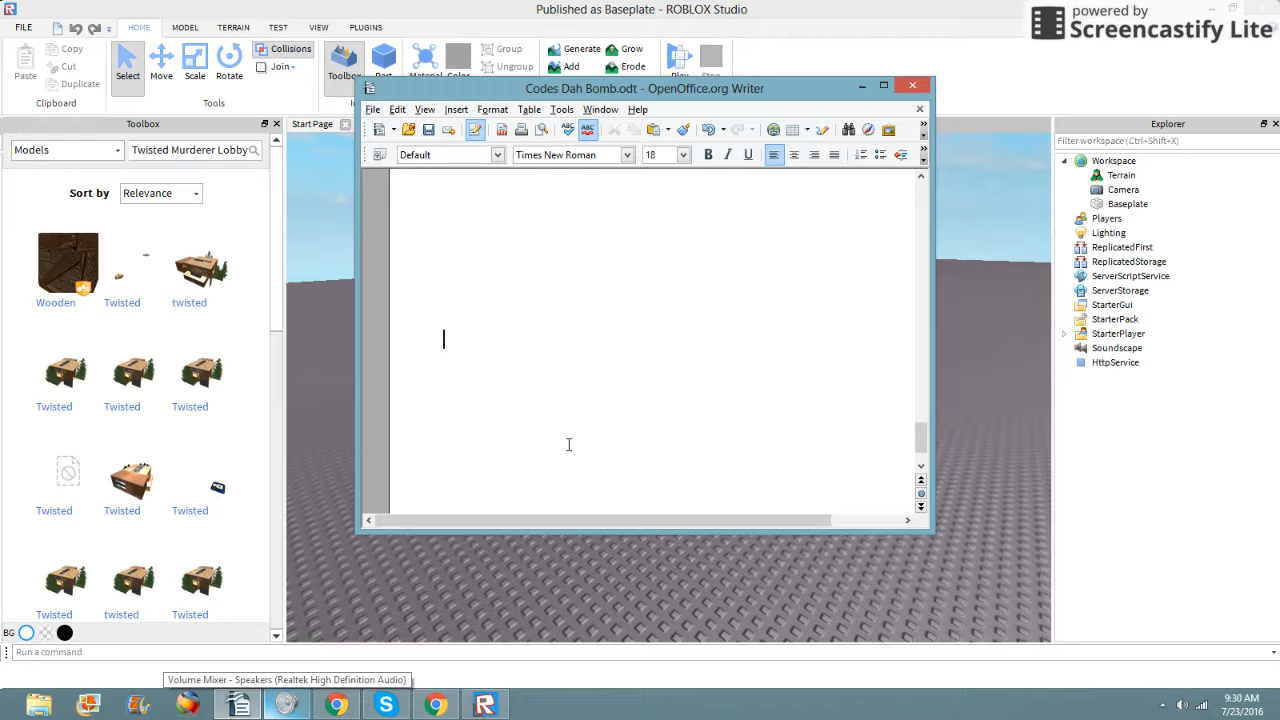 Published as Baseplate - ROBLOX Studio
powered by
Screencastify Lite
FILE HOME MODEL TERRAIN TEST VIEW PLUGINS
Paste Copy Cut Duplicate
Clipboard
Select Move Scale Rotate
Collisions
Join
Tools
Toolbox Part Material Color
Group
Ungroup
Generate Grow
Add Erode
Play Stop
Toolbox
Models Twisted Murderer Lobby
Sort by Relevance
Wooden Twisted twisted
Twisted Twisted Twisted
Twisted Twisted Twisted
Twisted twisted Twisted
BG
Start Page
Codes Dah Bomb.odt - OpenOffice.org Writer
File Edit View Insert Format Table Tools Window Help
ABC ABC
Default Times New Roman 18 B I U
Explorer
Filter workspace (Ctrl+Shift+X)
Workspace
Terrain
Camera
Baseplate
Players
Lighting
ReplicatedFirst
ReplicatedStorage
ServerScriptService
ServerStorage
StarterGui
StarterPack
StarterPlayer
Soundscape
HttpService
Run a command
Volume Mixer - Speakers (Realtek High Definition Audio)
9:30 AM
7/23/2016